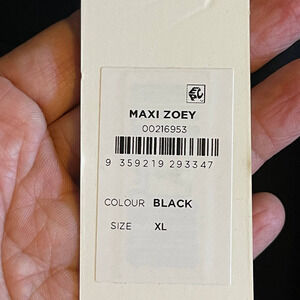 MAXI ZOEY
00216953
9 359219 293347
COLOUR BLACK
SIZE XL